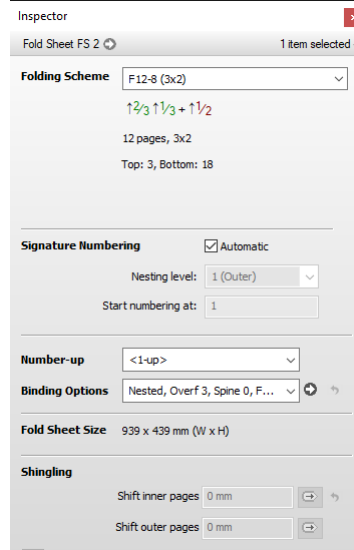 Inspector
Fold Sheet FS 2 1 item selected
Folding Scheme F12-8 (3x2)
↑2/3 ↑1/3 + ↑1/2
12 pages, 3x2
Top: 3, Bottom: 18
Signature Numbering Automatic
Nesting level: 1 (Outer)
Start numbering at: 1
Number-up <1-up>
Binding Options Nested, Overf 3, Spine 0, F...
Fold Sheet Size 939 x 439 mm (W x H)
Shingling
Shift inner pages 0 mm
Shift outer pages 0 mm